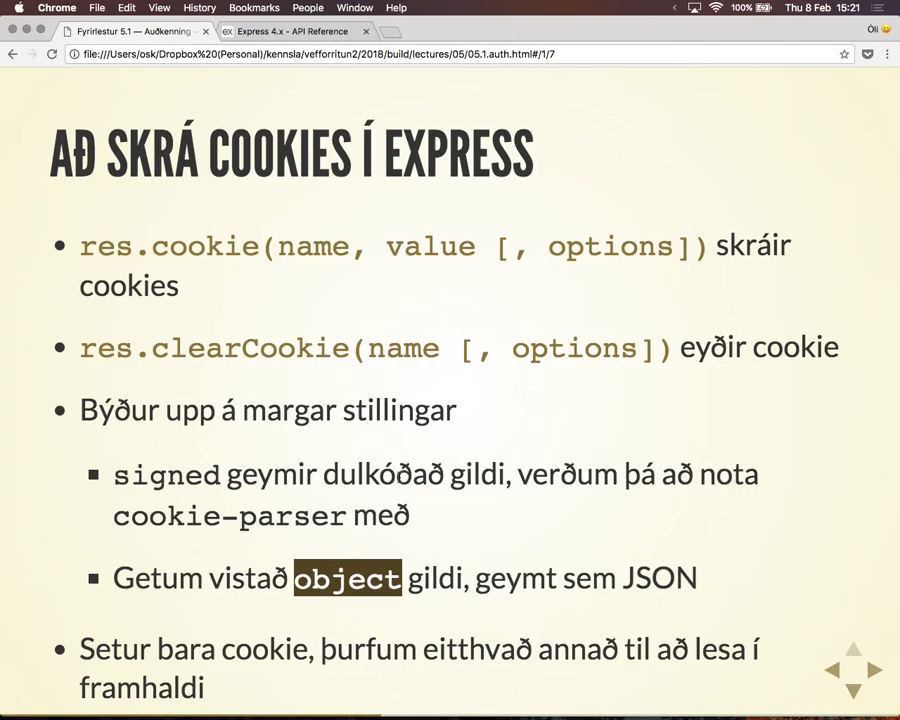 Chrome File Edit View History Bookmarks People Window Help 100% Thu 8 Feb 15:21
Fyrirlestur 5.1 — Auðkenning Express 4.x - API Reference Óli
file:///Users/osk/Dropbox%20(Personal)/kennsla/vefforritun2/2018/build/lectures/05/05.1.auth.html#/1/7
AÐ SKRÁ COOKIES Í EXPRESS
res.cookie(name, value [, options]) skráir
cookies
res.clearCookie(name [, options]) eyðir cookie
Býður upp á margar stillingar
signed geymir dulkóðað gildi, verðum þá að nota
cookie-parser með
Getum vistað object gildi, geymt sem JSON
Setur bara cookie, þurfum eitthvað annað til að lesa í
framhaldi